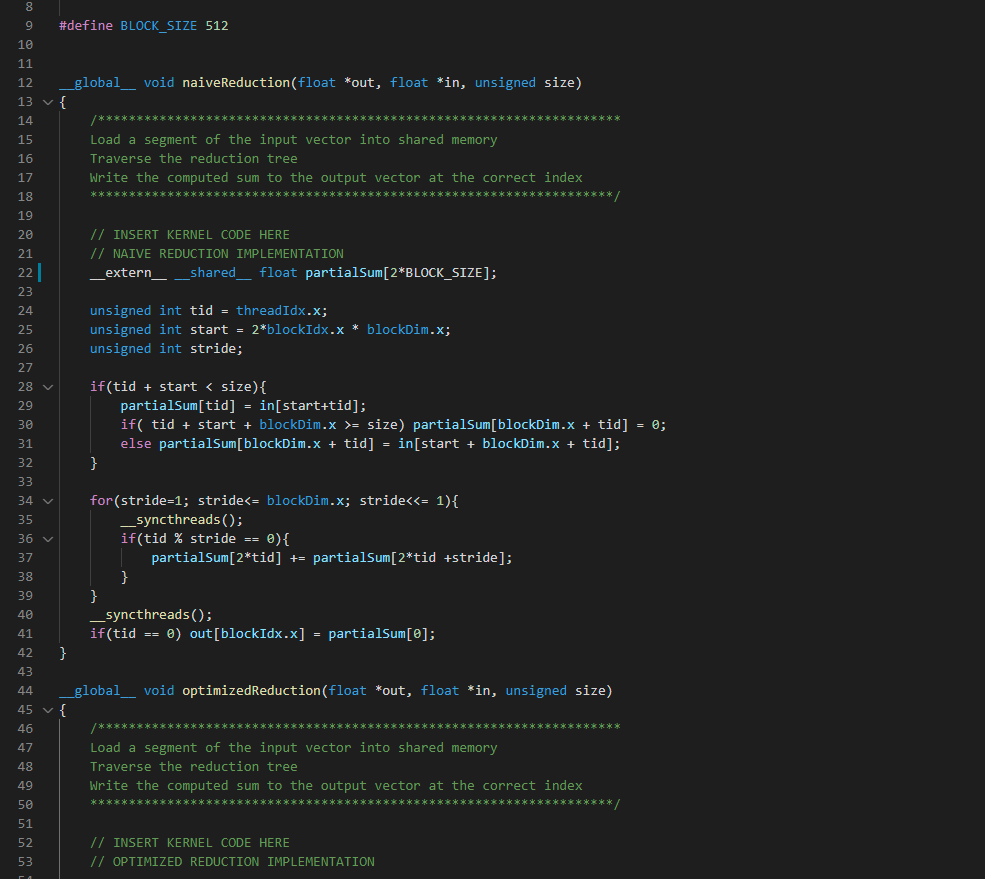 8
9 #define BLOCK_SIZE 512
10
11
12 __global__ void naiveReduction(float *out, float *in, unsigned size)
13 {
14 /********************************************************************
15 Load a segment of the input vector into shared memory
16 Traverse the reduction tree
17 Write the computed sum to the output vector at the correct index
18 ********************************************************************/
19
20 // INSERT KERNEL CODE HERE
21 // NAIVE REDUCTION IMPLEMENTATION
22 __extern__ __shared__ float partialSum[2*BLOCK_SIZE];
23
24 unsigned int tid = threadIdx.x;
25 unsigned int start = 2*blockIdx.x * blockDim.x;
26 unsigned int stride;
27
28 if(tid + start < size){
29 partialSum[tid] = in[start+tid];
30 if( tid + start + blockDim.x >= size) partialSum[blockDim.x + tid] = 0;
31 else partialSum[blockDim.x + tid] = in[start + blockDim.x + tid];
32 }
33
34 for(stride=1; stride<= blockDim.x; stride<<= 1){
35 __syncthreads();
36 if(tid % stride == 0){
37 partialSum[2*tid] += partialSum[2*tid +stride];
38 }
39 }
40 __syncthreads();
41 if(tid == 0) out[blockIdx.x] = partialSum[0];
42 }
43
44 __global__ void optimizedReduction(float *out, float *in, unsigned size)
45 {
46 /********************************************************************
47 Load a segment of the input vector into shared memory
48 Traverse the reduction tree
49 Write the computed sum to the output vector at the correct index
50 ********************************************************************/
51
52 // INSERT KERNEL CODE HERE
53 // OPTIMIZED REDUCTION IMPLEMENTATION